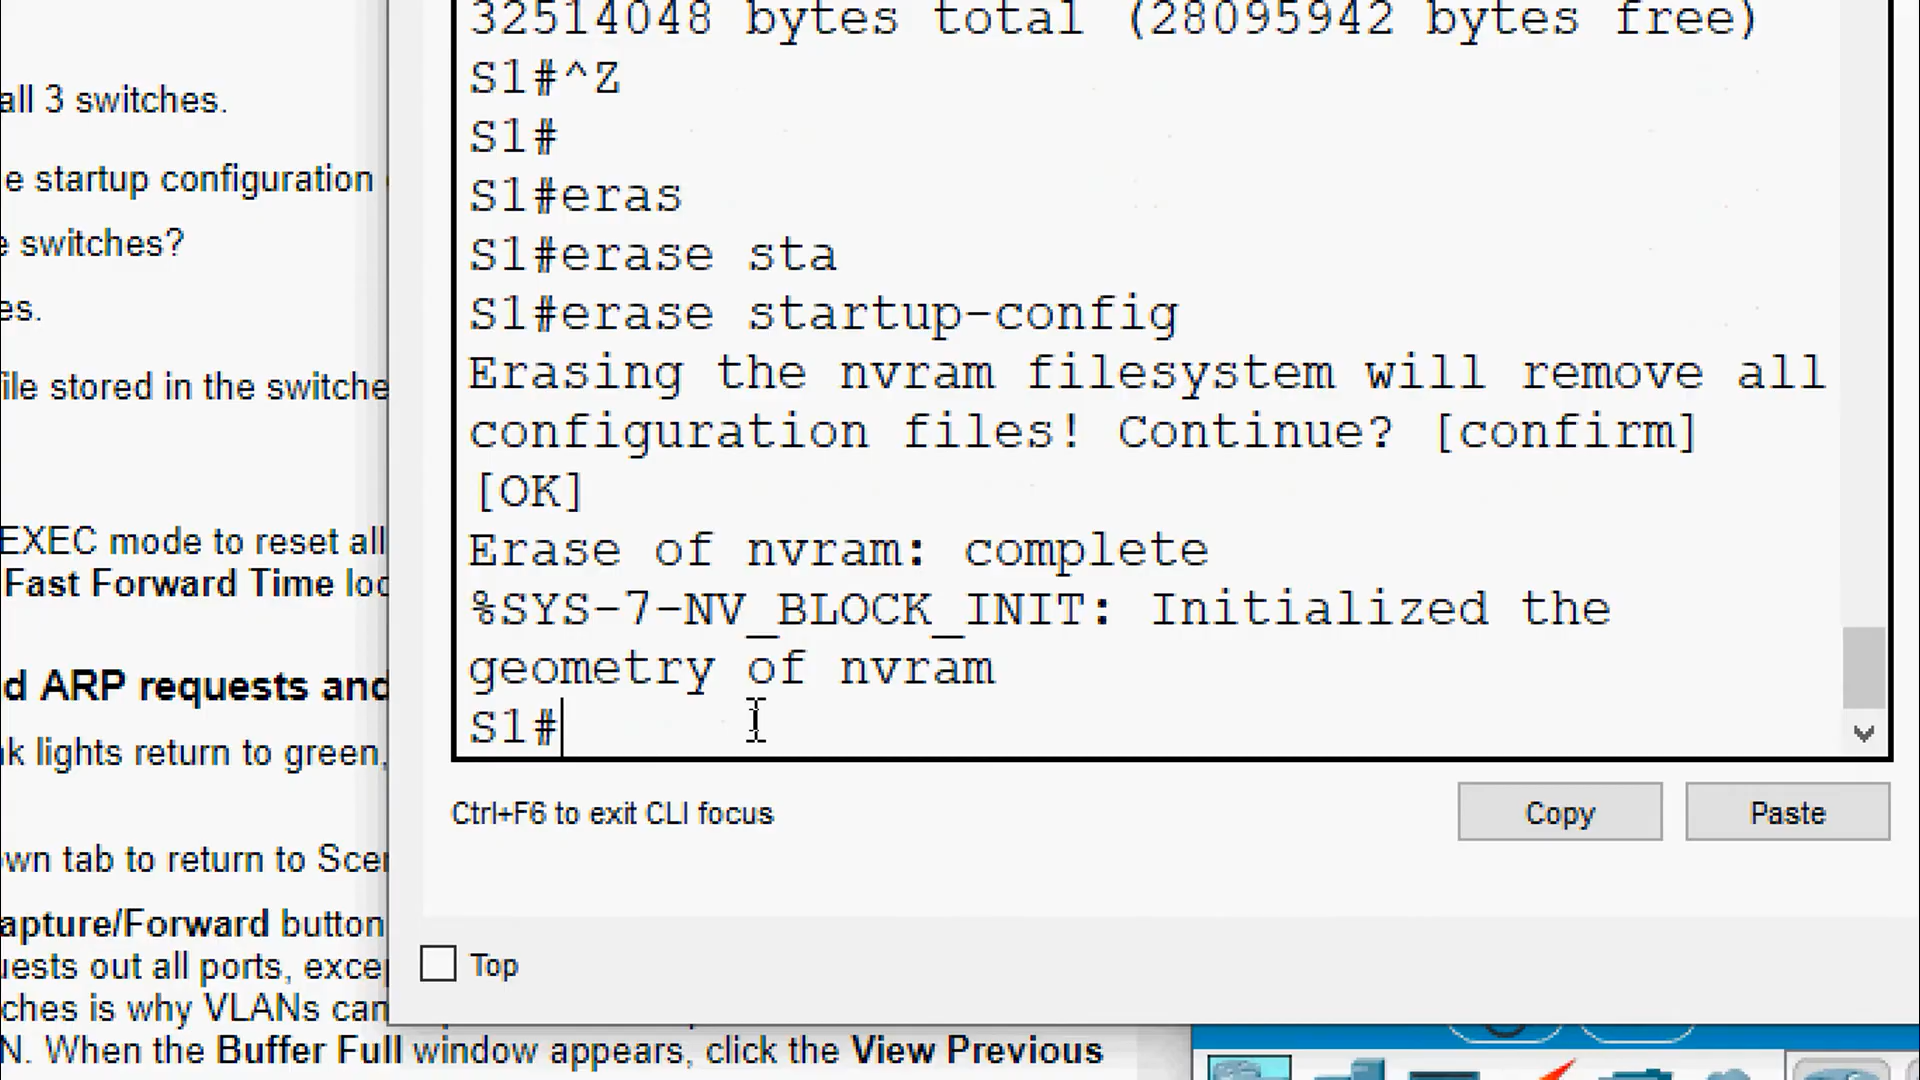 32514048 bytes total (28095942 bytes free)
S1#^Z
S1#
S1#eras
S1#erase sta
S1#erase startup-config
Erasing the nvram filesystem will remove all
configuration files! Continue? [confirm]
[OK]
Erase of nvram: complete
%SYS-7-NV_BLOCK_INIT: Initialized the
geometry of nvram
S1#
Ctrl+F6 to exit CLI focus
Copy
Paste
Top
all 3 switches.
e startup configuration
switches?
es.
file stored in the switche
EXEC mode to reset all
Fast Forward Time loc
d ARP requests and
lights return to green,
own tab to return to Scen
apture/Forward button
uests out all ports, excep
ches is why VLANs can
N. When the Buffer Full window appears, click the View Previous